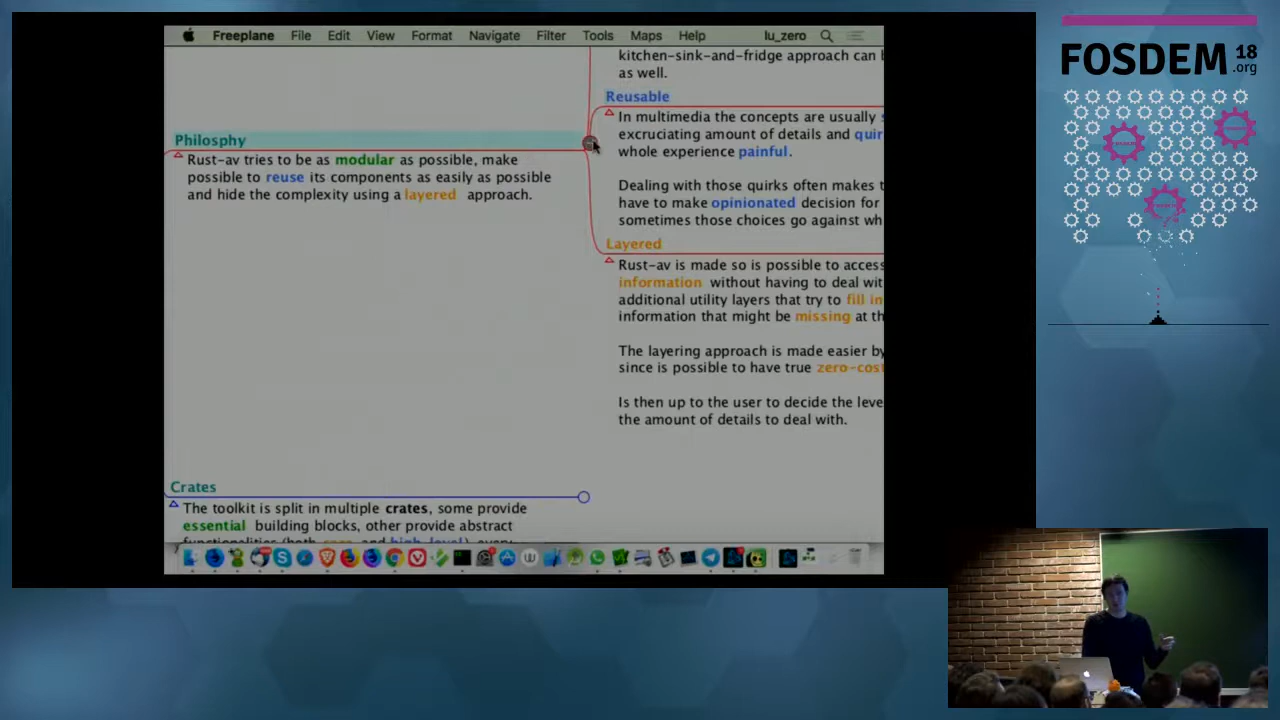 Freeplane File Edit View Format Navigate Filter Tools Maps Help lu_zero
FOSDEM 18
.org
kitchen-sink-and-fridge approach can
as well.
Reusable
In multimedia the concepts are usually
excruciating amount of details and
whole experience painful.
Dealing with those quirks often makes
have to make opinionated decision for
sometimes those choices go against
Layered
Rust-av is made so is possible to access
information without having to deal
additional utility layers that try to fill in
information that might be missing at
The layering approach is made easier by
since is possible to have true zero-cost
Is then up to the user to decide the
the amount of details to deal with.
Philosphy
Rust-av tries to be as modular as possible, make
possible to reuse its components as easily as possible
and hide the complexity using a layered approach.
Crates
The toolkit is split in multiple crates, some provide
essential building blocks, other provide abstract